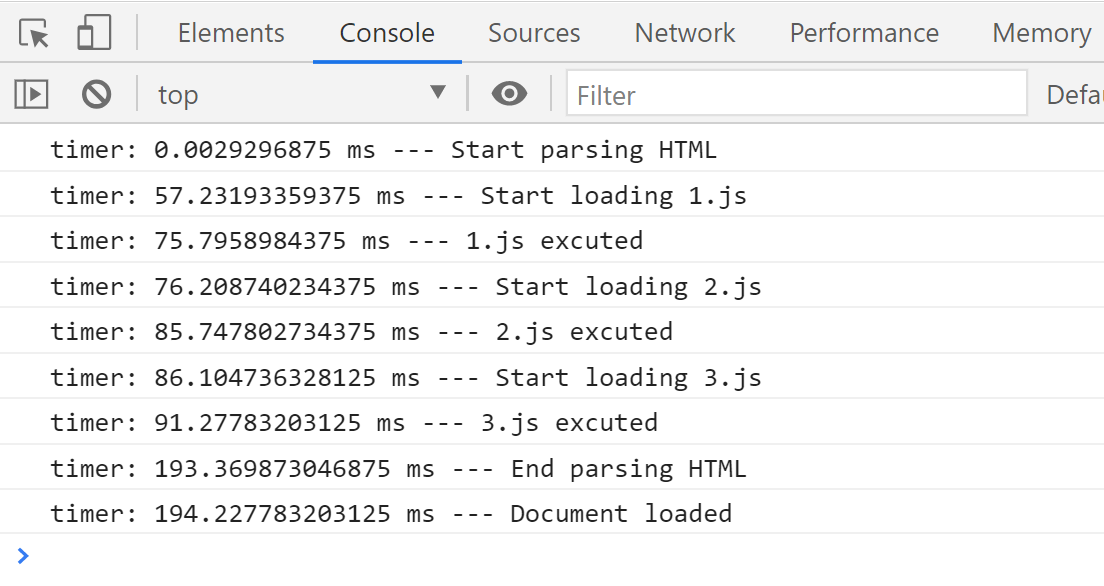 Elements Console Sources Network Performance Memory
top Filter Defau
timer: 0.0029296875 ms --- Start parsing HTML
timer: 57.23193359375 ms --- Start loading 1.js
timer: 75.7958984375 ms --- 1.js excuted
timer: 76.208740234375 ms --- Start loading 2.js
timer: 85.747802734375 ms --- 2.js excuted
timer: 86.104736328125 ms --- Start loading 3.js
timer: 91.27783203125 ms --- 3.js excuted
timer: 193.369873046875 ms --- End parsing HTML
timer: 194.227783203125 ms --- Document loaded